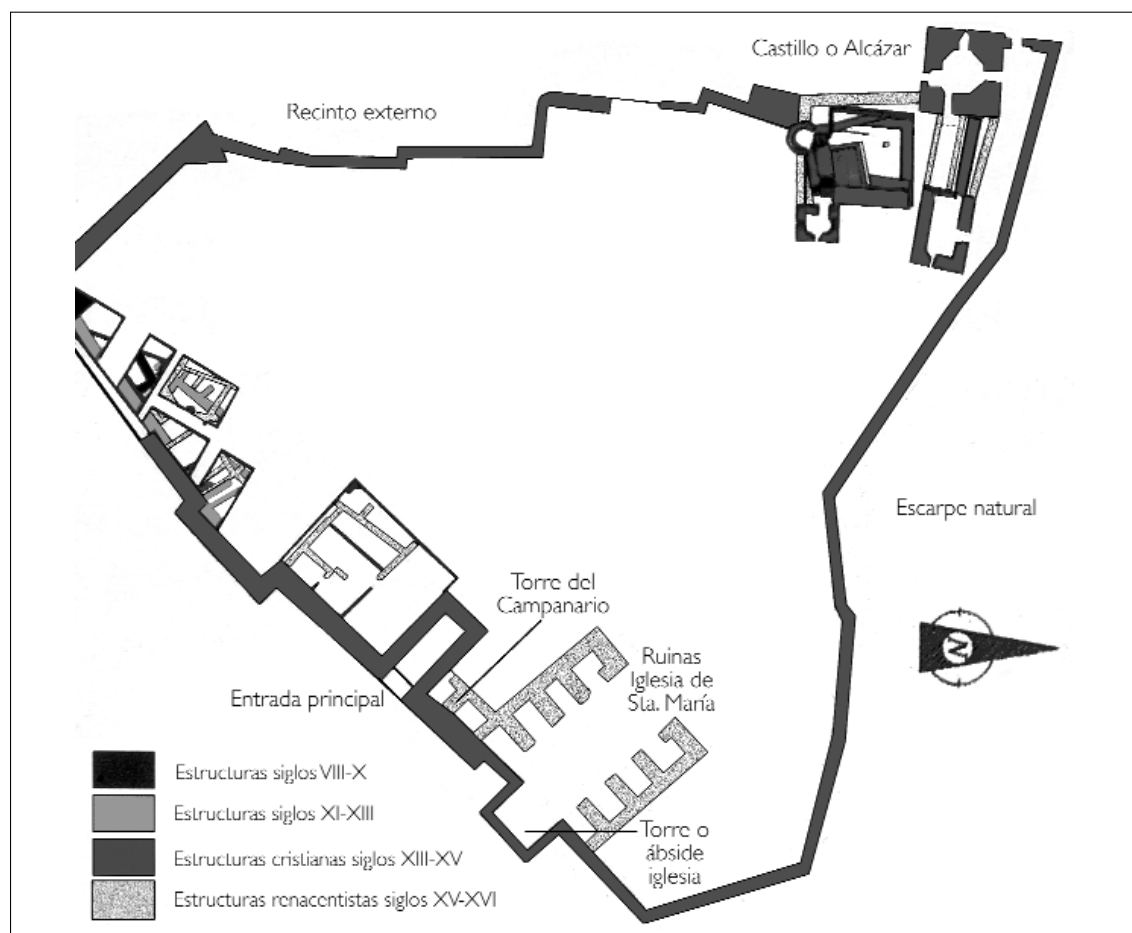 Castillo o Alcázar
Recinto externo
Escarpe natural
Torre del
Campanario
Ruinas
Iglesia de
Sta. María
Entrada principal
N
Torre o
ábside
iglesia
Estructuras siglos VIII-X
Estructuras siglos XI-XIII
Estructuras cristianas siglos XIII-XV
Estructuras renacentistas siglos XV-XVI